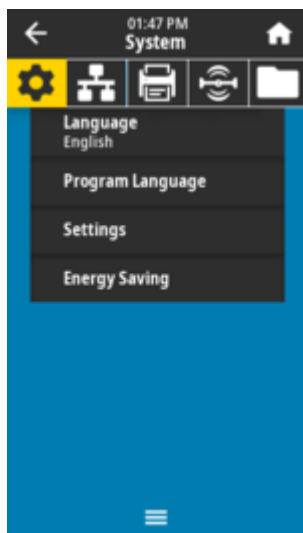 01:47 PM
System
Language
English
Program Language
Settings
Energy Saving